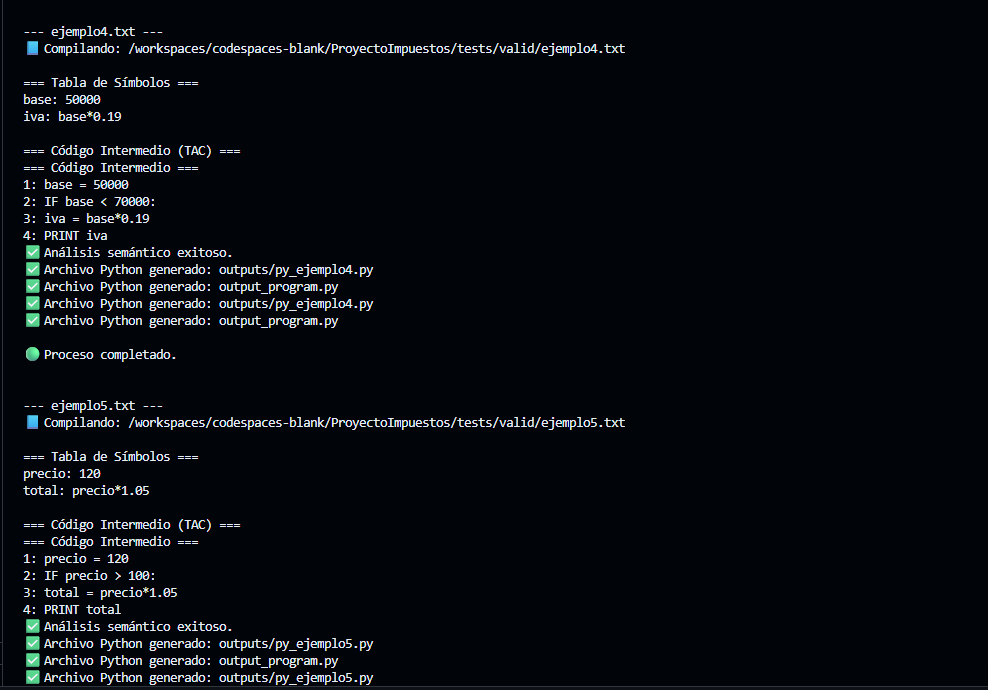 --- ejemplo4.txt ---
📘 Compilando: /workspaces/codespaces-blank/ProyectoImpuestos/tests/valid/ejemplo4.txt
=== Tabla de Símbolos ===
base: 50000
iva: base*0.19
=== Código Intermedio (TAC) ===
=== Código Intermedio ===
1: base = 50000
2: IF base < 70000:
3: iva = base*0.19
4: PRINT iva
✅ Análisis semántico exitoso.
✅ Archivo Python generado: outputs/py_ejemplo4.py
✅ Archivo Python generado: output_program.py
✅ Archivo Python generado: outputs/py_ejemplo4.py
✅ Archivo Python generado: output_program.py
🟢 Proceso completado.
--- ejemplo5.txt ---
📘 Compilando: /workspaces/codespaces-blank/ProyectoImpuestos/tests/valid/ejemplo5.txt
=== Tabla de Símbolos ===
precio: 120
total: precio*1.05
=== Código Intermedio (TAC) ===
=== Código Intermedio ===
1: precio = 120
2: IF precio > 100:
3: total = precio*1.05
4: PRINT total
✅ Análisis semántico exitoso.
✅ Archivo Python generado: outputs/py_ejemplo5.py
✅ Archivo Python generado: output_program.py
✅ Archivo Python generado: outputs/py_ejemplo5.py